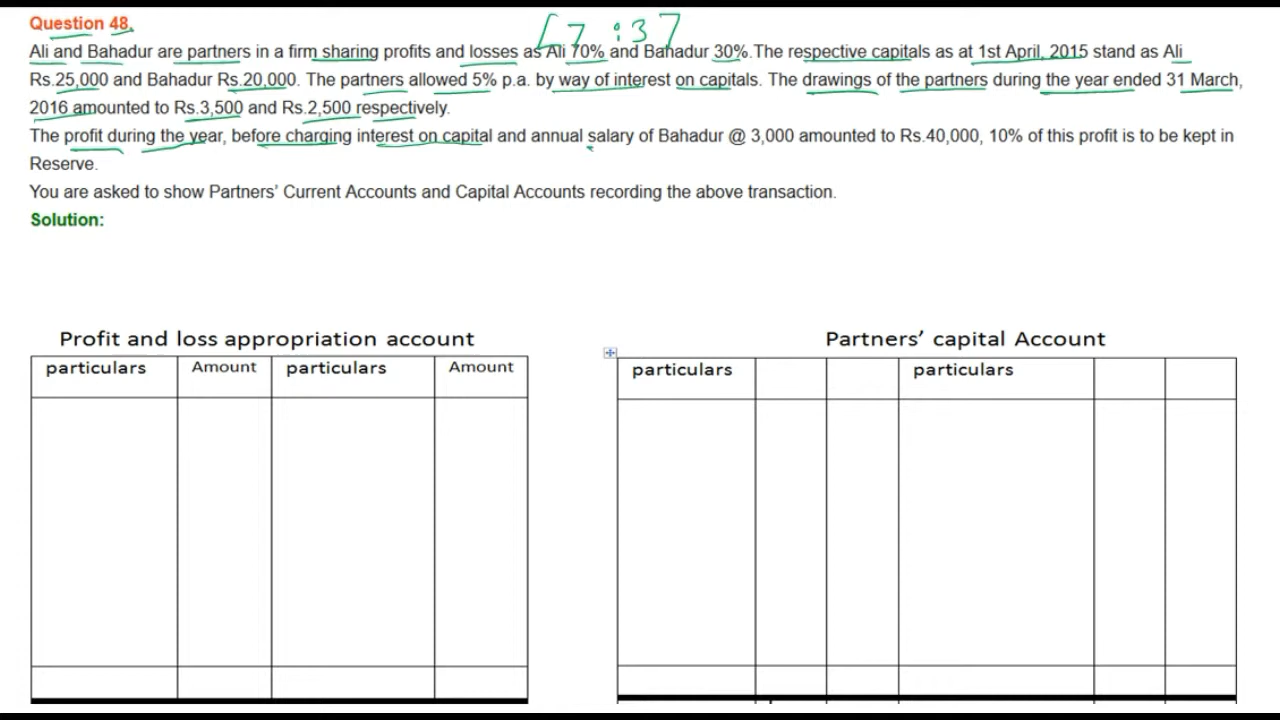 Question 48.
[7 :3]
Ali and Bahadur are partners in a firm sharing profits and losses as Ali 70% and Bahadur 30%.The respective capitals as at 1st April, 2015 stand as Ali
Rs.25,000 and Bahadur Rs.20,000. The partners allowed 5% p.a. by way of interest on capitals. The drawings of the partners during the year ended 31 March,
2016 amounted to Rs.3,500 and Rs.2,500 respectively.
The profit during the year, before charging interest on capital and annual salary of Bahadur @ 3,000 amounted to Rs.40,000, 10% of this profit is to be kept in
Reserve.
You are asked to show Partners' Current Accounts and Capital Accounts recording the above transaction.
Solution:
Profit and loss appropriation account
particulars Amount particulars Amount
Partners' capital Account
particulars particulars